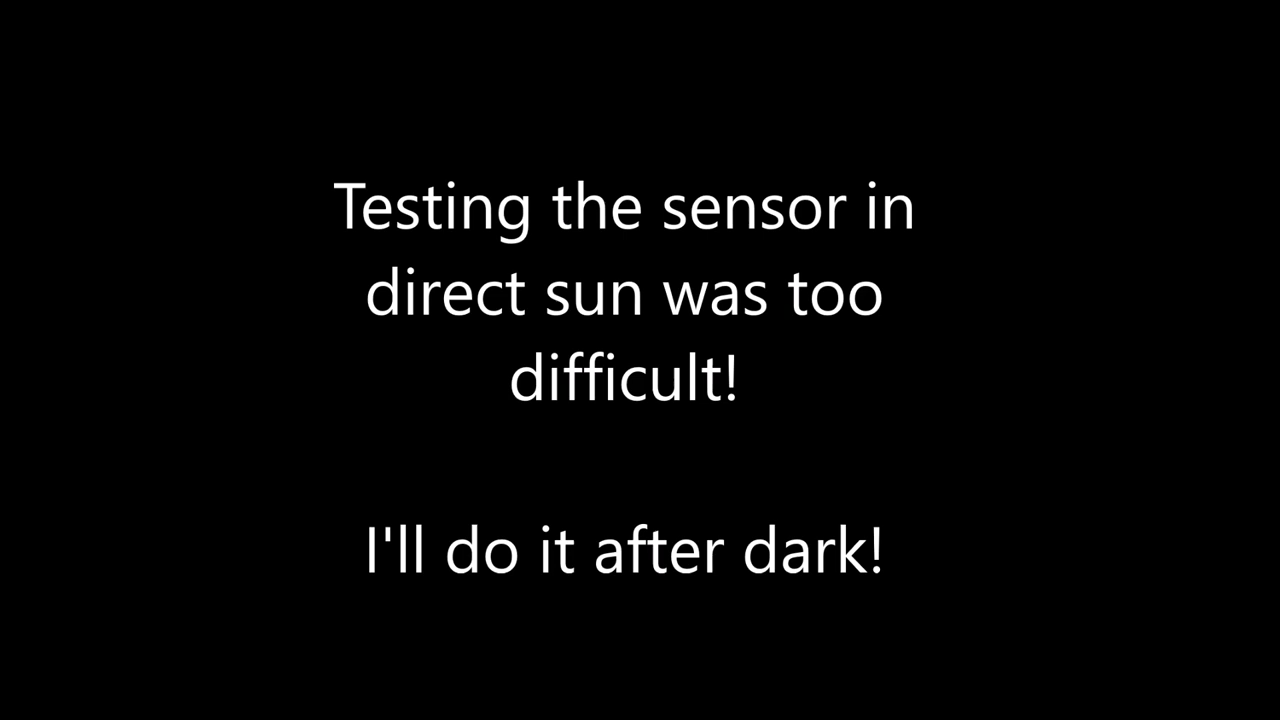 Testing the sensor in
direct sun was too
difficult!
I'll do it after dark!